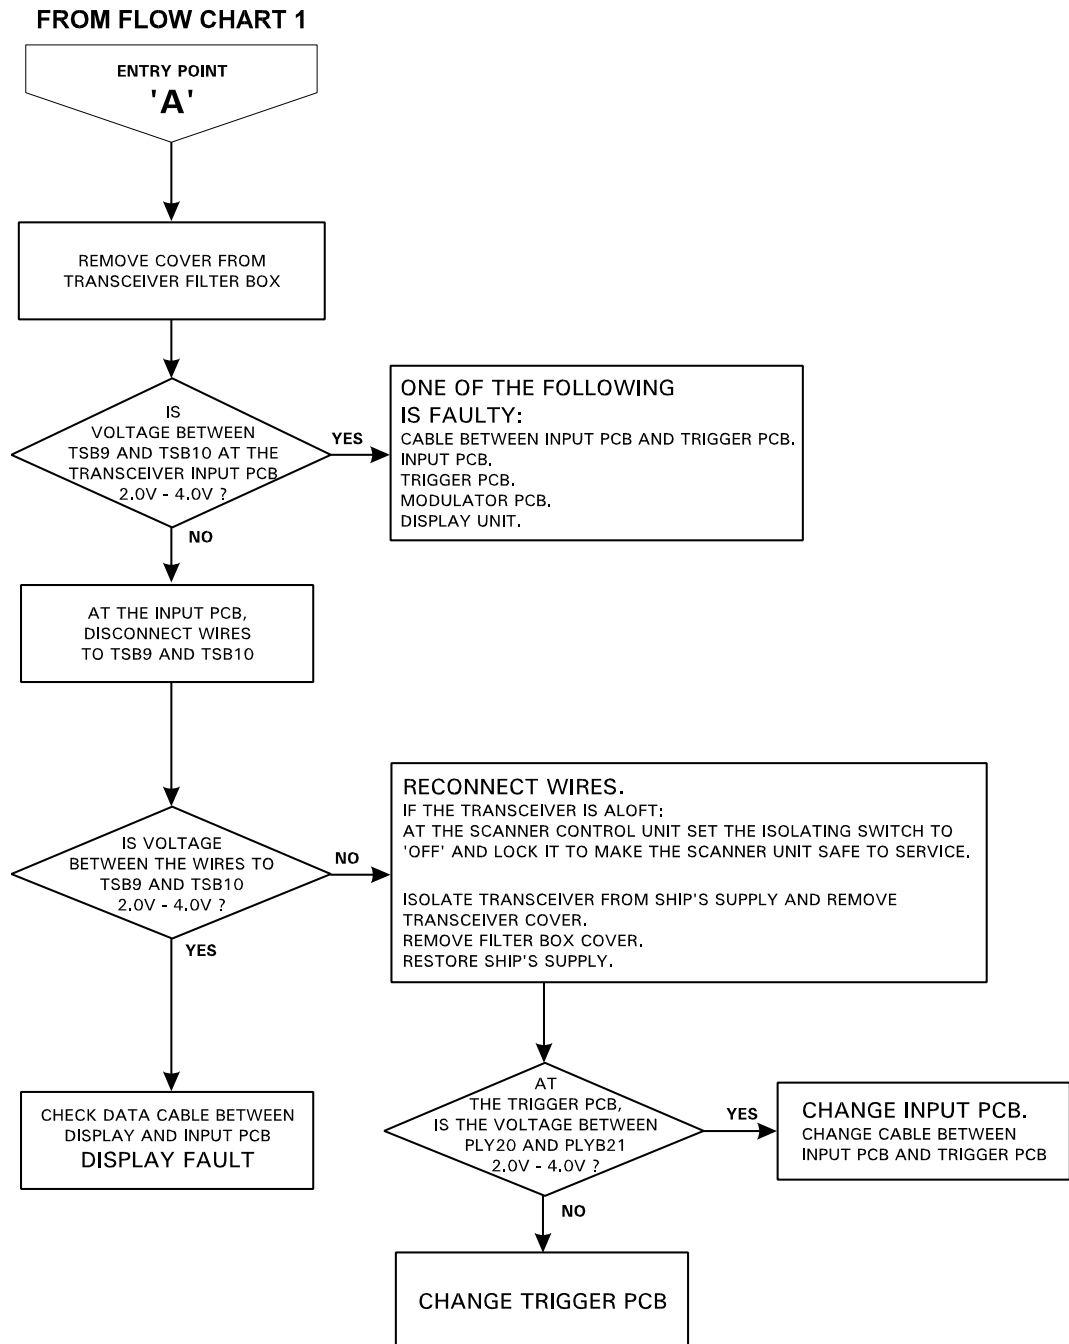 FROM FLOW CHART 1
ENTRY POINT
'A'
REMOVE COVER FROM
TRANSCEIVER FILTER BOX
IS
VOLTAGE BETWEEN
TSB9 AND TSB10 AT THE
TRANSCEIVER INPUT PCB
2.0V - 4.0V ?
YES
ONE OF THE FOLLOWING
IS FAULTY:
CABLE BETWEEN INPUT PCB AND TRIGGER PCB.
INPUT PCB.
TRIGGER PCB.
MODULATOR PCB.
DISPLAY UNIT.
NO
AT THE INPUT PCB,
DISCONNECT WIRES
TO TSB9 AND TSB10
IS VOLTAGE
BETWEEN THE WIRES TO
TSB9 AND TSB10
2.0V - 4.0V ?
NO
RECONNECT WIRES.
IF THE TRANSCEIVER IS ALOFT:
AT THE SCANNER CONTROL UNIT SET THE ISOLATING SWITCH TO
'OFF' AND LOCK IT TO MAKE THE SCANNER UNIT SAFE TO SERVICE.
ISOLATE TRANSCEIVER FROM SHIP'S SUPPLY AND REMOVE
TRANSCEIVER COVER.
REMOVE FILTER BOX COVER.
RESTORE SHIP'S SUPPLY.
YES
CHECK DATA CABLE BETWEEN
DISPLAY AND INPUT PCB
DISPLAY FAULT
AT
THE TRIGGER PCB,
IS THE VOLTAGE BETWEEN
PLY20 AND PLYB21
2.0V - 4.0V ?
YES
CHANGE INPUT PCB.
CHANGE CABLE BETWEEN
INPUT PCB AND TRIGGER PCB
NO
CHANGE TRIGGER PCB